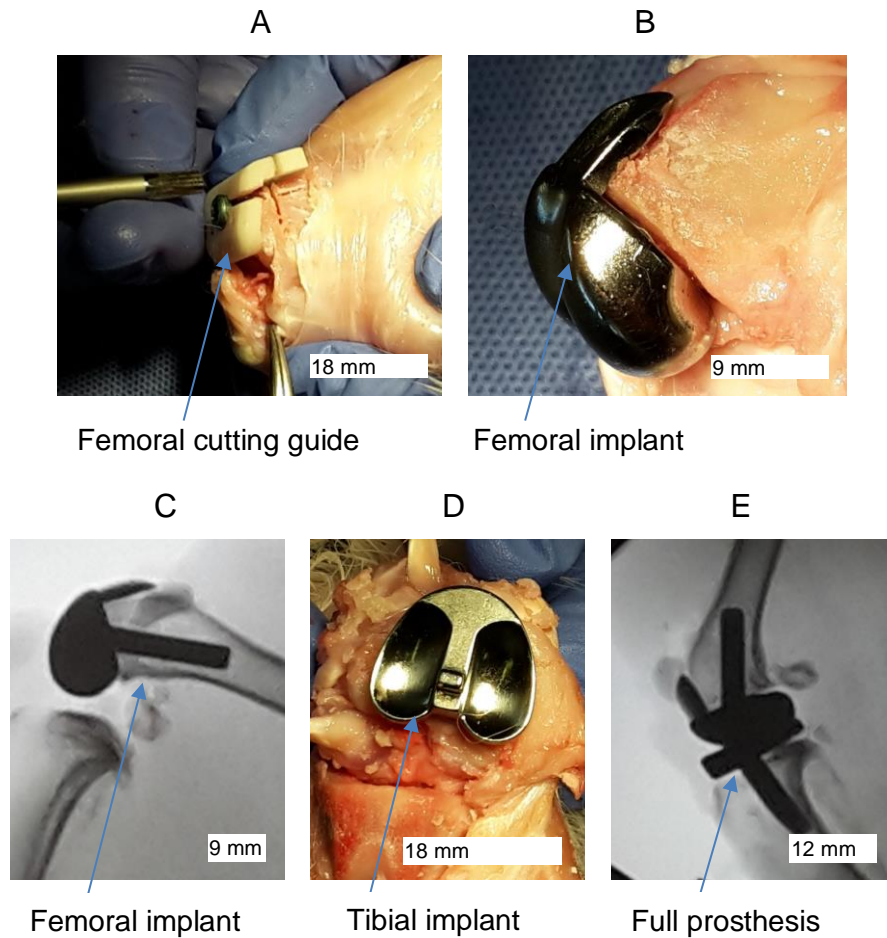 A
B
18 mm
9 mm
Femoral cutting guide
Femoral implant
C
D
E
9 mm
18 mm
12 mm
Femoral implant
Tibial implant
Full prosthesis